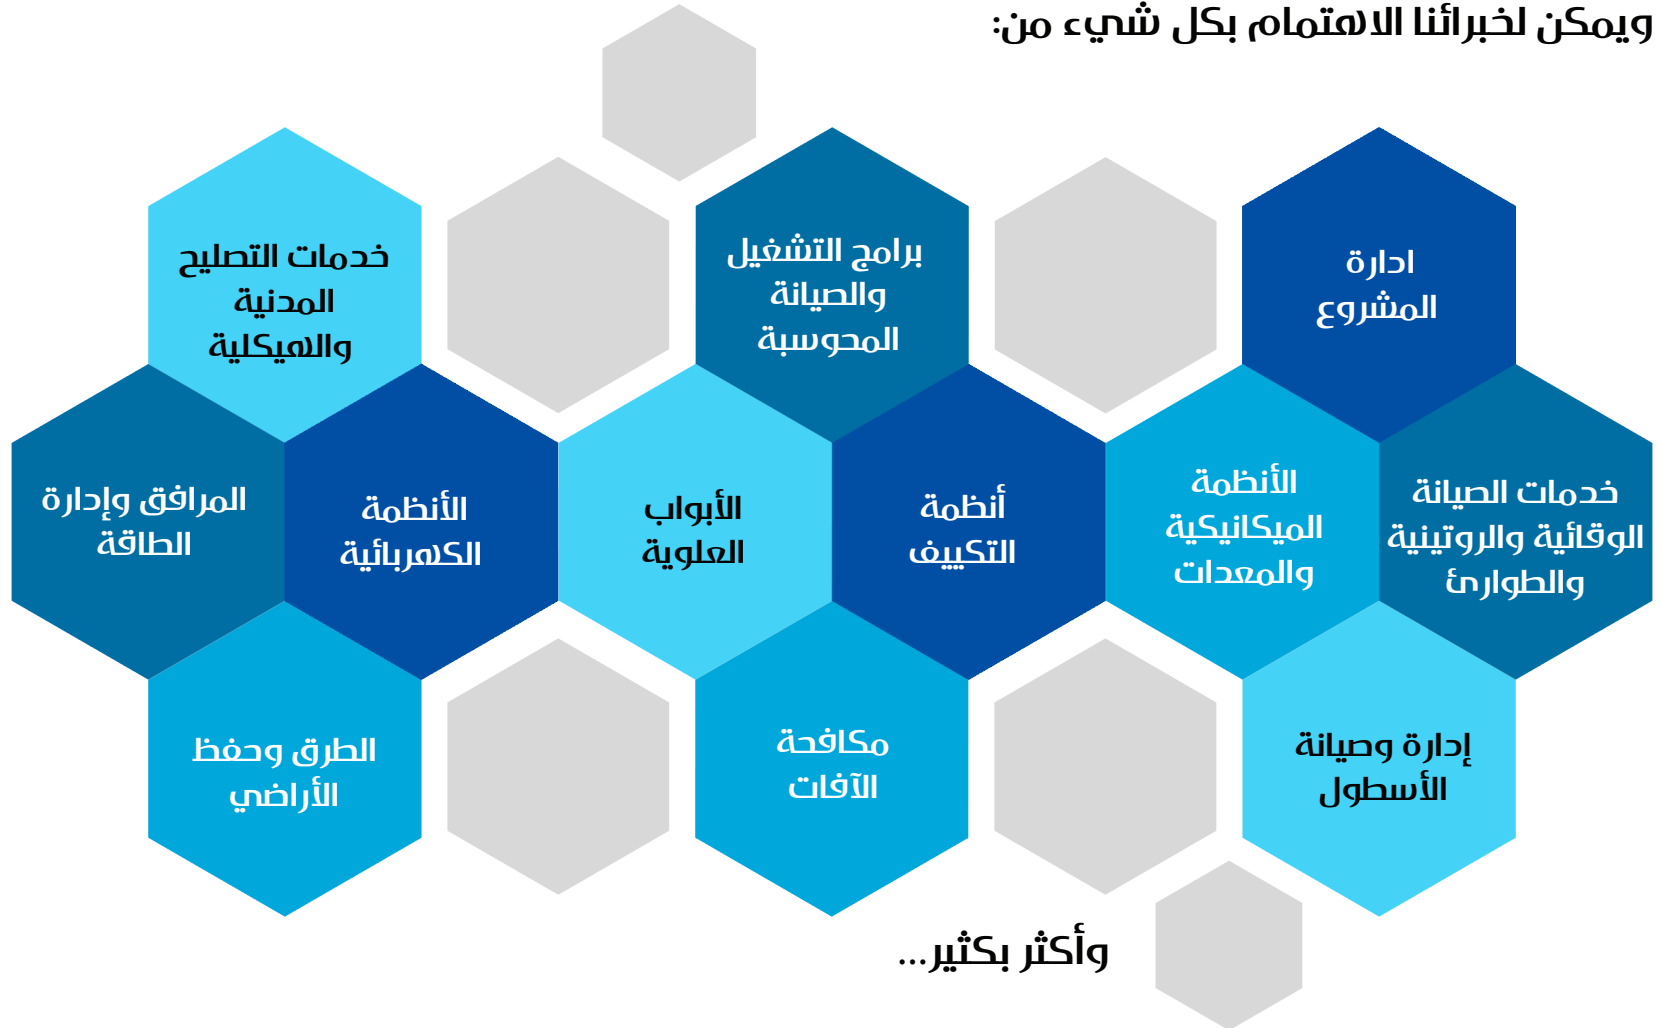 ويمكن لخبرائنا الاهتمام بكل شيء من:
ادارة
المشروع
برامج التشغيل
والصيانة
المحوسبة
خدمات التصليح
المدنية
والهيكلية
خدمات الصيانة
الوقائية والروتينية
والطوارئ
الأنظمة
الميكانيكية
والمعدات
أنظمة
التكييف
الأبواب
العلوية
الأنظمة
الكهربائية
المرافق وإدارة
الطاقة
إدارة وصيانة
الأسطول
مكافحة
الآفات
الطرق وحفظ
الأراضي
وأكثر بكثير...